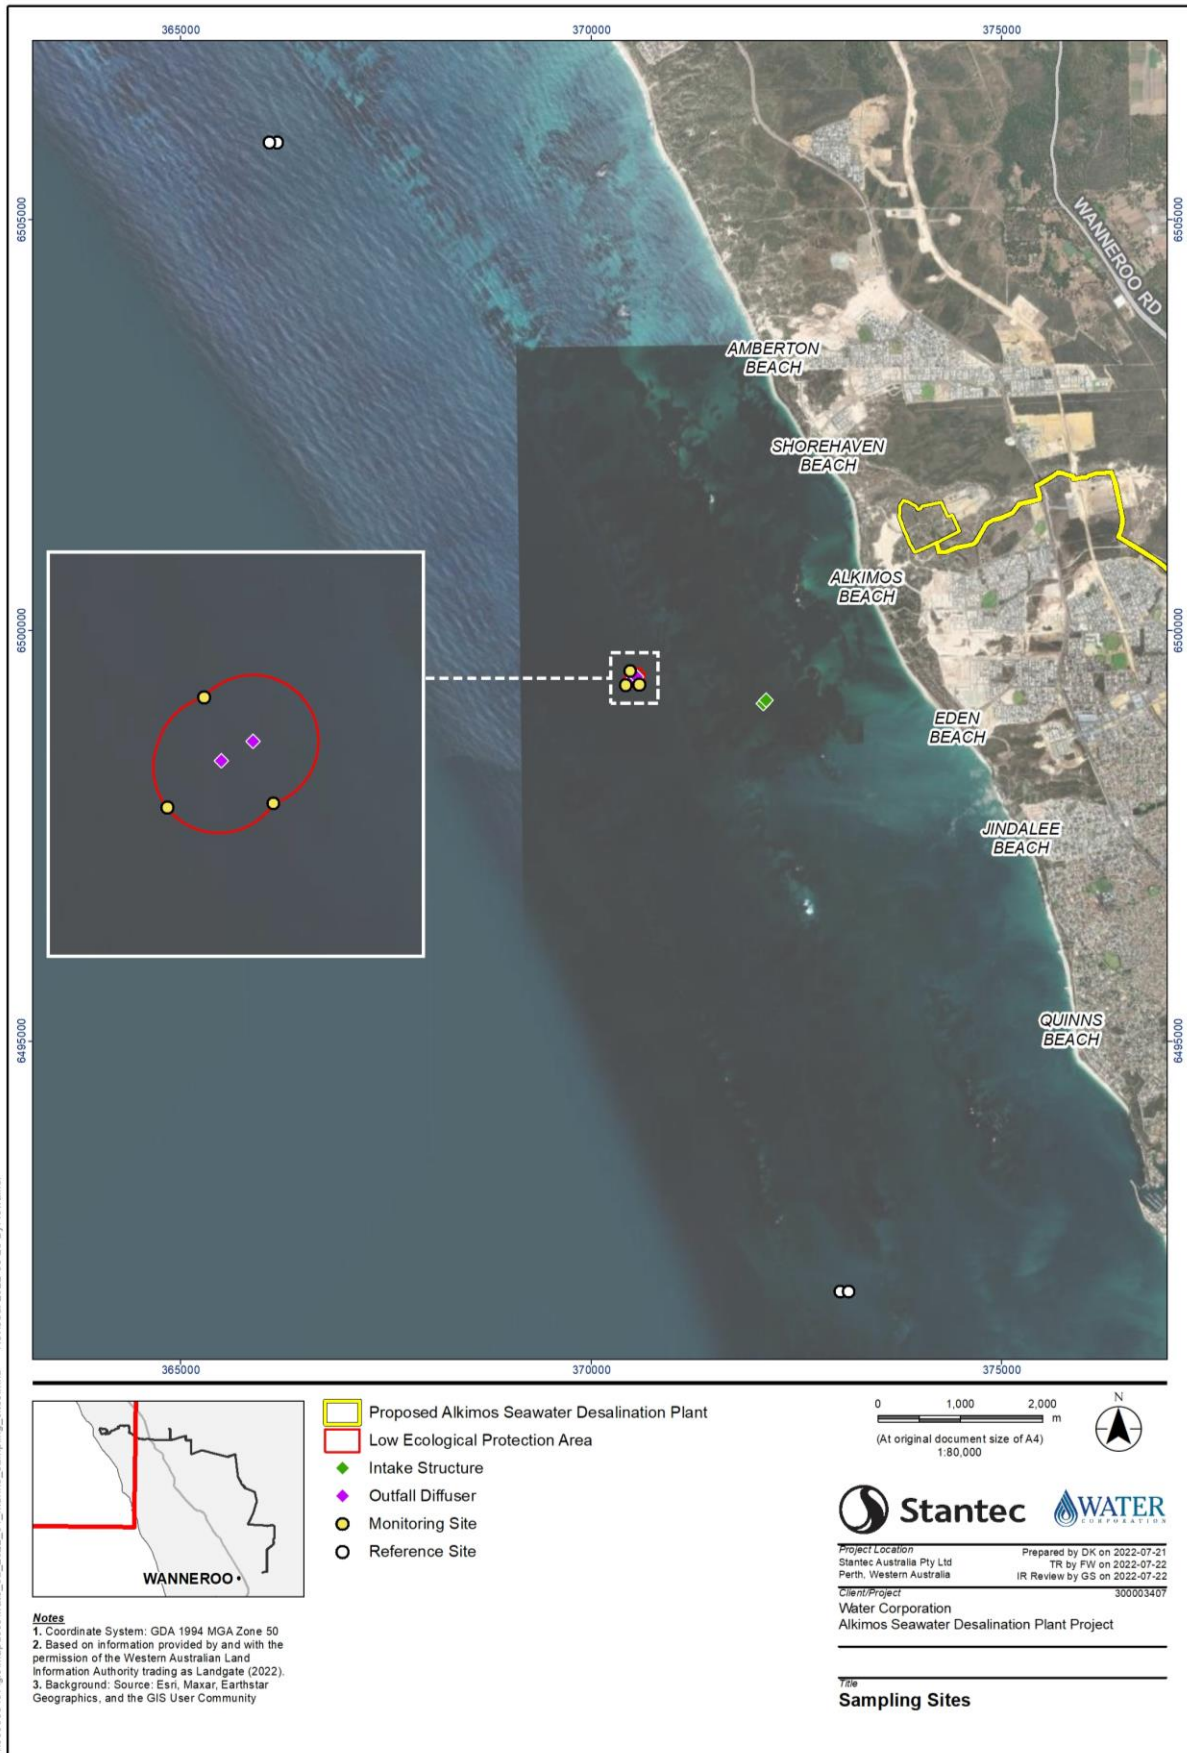 365000
370000
375000
6505000
6505000
WANNEROO RD
AMBERTON
BEACH
SHOREHAVEN
BEACH
ALKIMOS
BEACH
6500000
6500000
EDEN
BEACH
JINDALEE
BEACH
QUINNS
BEACH
6495000
6495000
365000
370000
375000
WANNEROO
Proposed Alkimos Seawater Desalination Plant
Low Ecological Protection Area
Intake Structure
Outfall Diffuser
Monitoring Site
Reference Site
0 1,000 2,000
m
(At original document size of A4)
1:80,000
N
Stantec
WATER
CORPORATION
Project Location
Stantec Australia Pty Ltd
Perth, Western Australia
Prepared by DK on 2022-07-21
TR by FW on 2022-07-22
IR Review by GS on 2022-07-22
Client/Project
300003407
Water Corporation
Alkimos Seawater Desalination Plant Project
Title
Sampling Sites
Notes
1. Coordinate System: GDA 1994 MGA Zone 50
2. Based on information provided by and with the
permission of the Western Australian Land
Information Authority trading as Landgate (2022).
3. Background: Source: Esri, Maxar, Earthstar
Geographics, and the GIS User Community